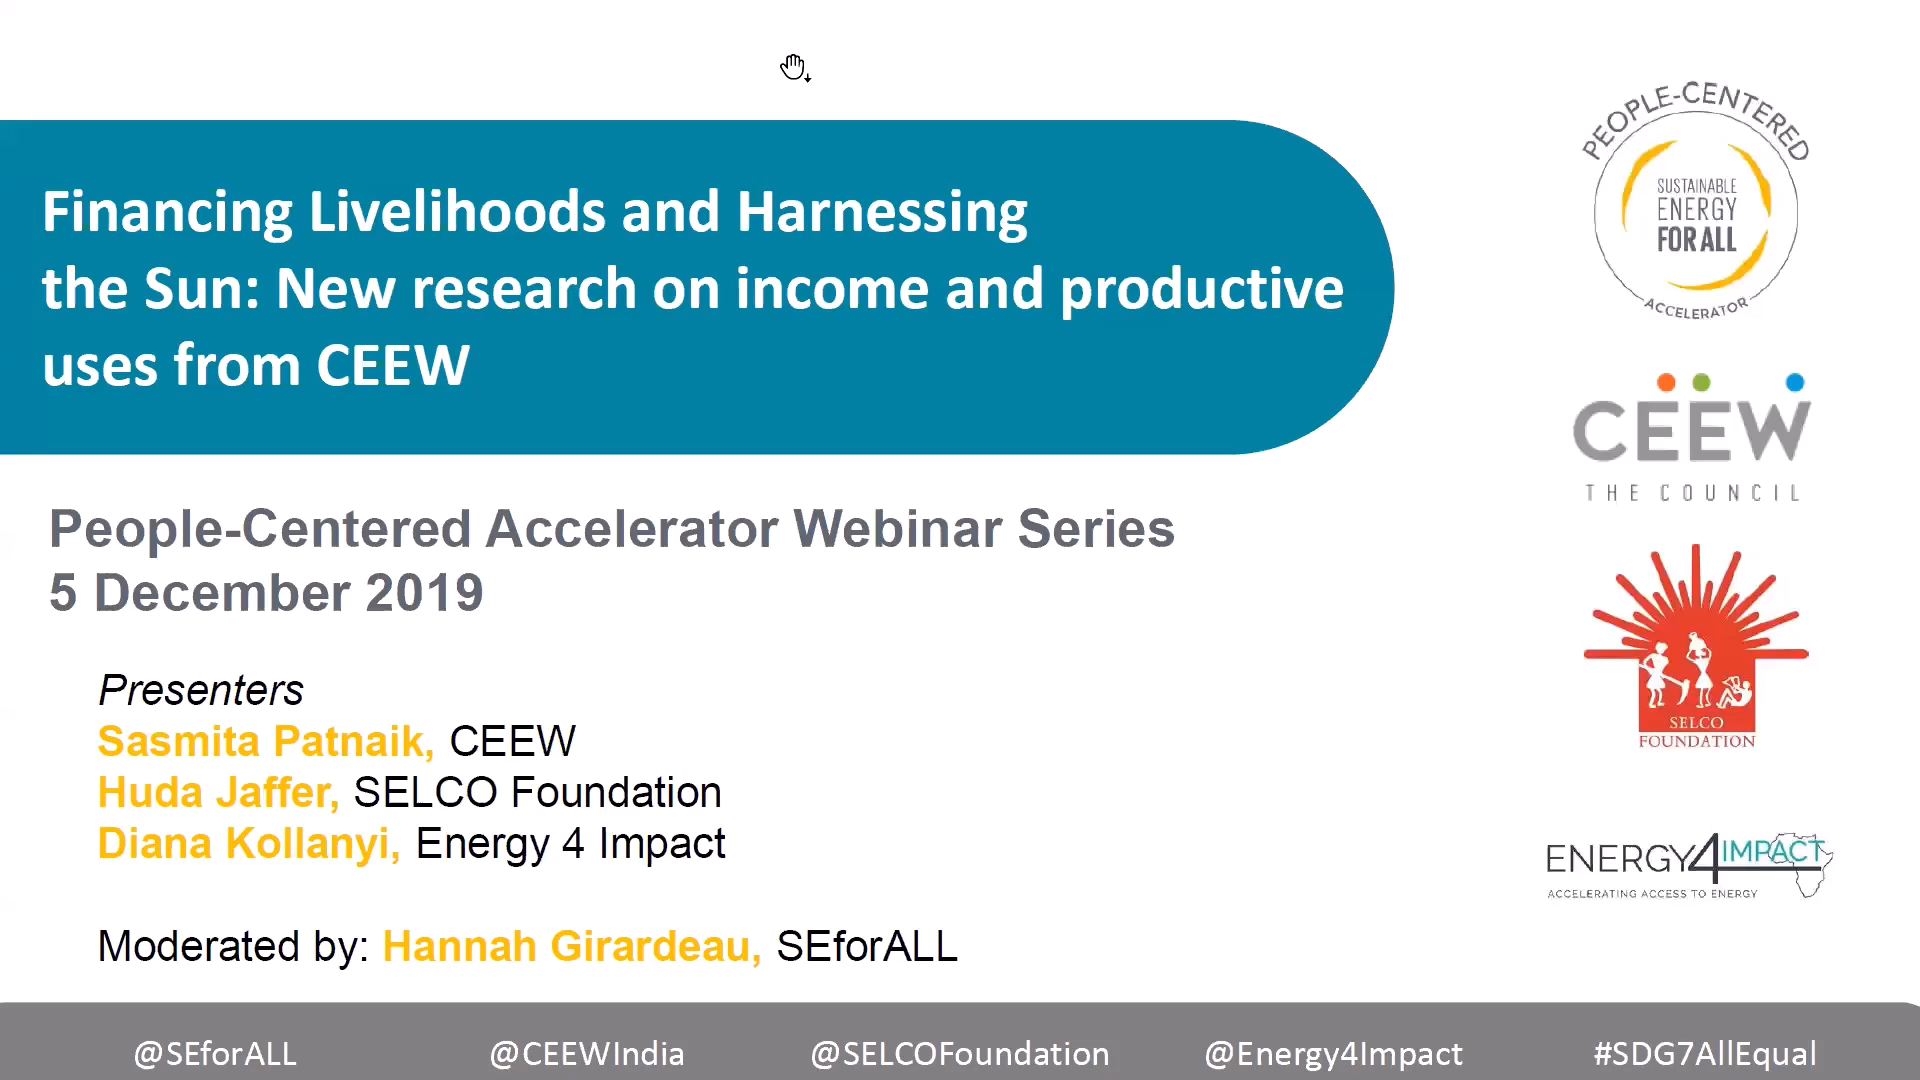 Financing Livelihoods and Harnessing
the Sun: New research on income and productive
uses from CEEW
People-Centered Accelerator Webinar Series
5 December 2019
Presenters
Sasmita Patnaik, CEEW
Huda Jaffer, SELCO Foundation
Diana Kollanyi, Energy 4 Impact
Moderated by: Hannah Girardeau, SEforALL
PEOPLE-CENTERED
SUSTAINABLE
ENERGY
FOR ALL
ACCELERATOR
CEEW
THE COUNCIL
SELCO
FOUNDATION
ENERGY4IMPACT
ACCELERATING ACCESS TO ENERGY
@SEforALL @CEEWIndia @SELCOFoundation @Energy4Impact #SDG7AllEqual